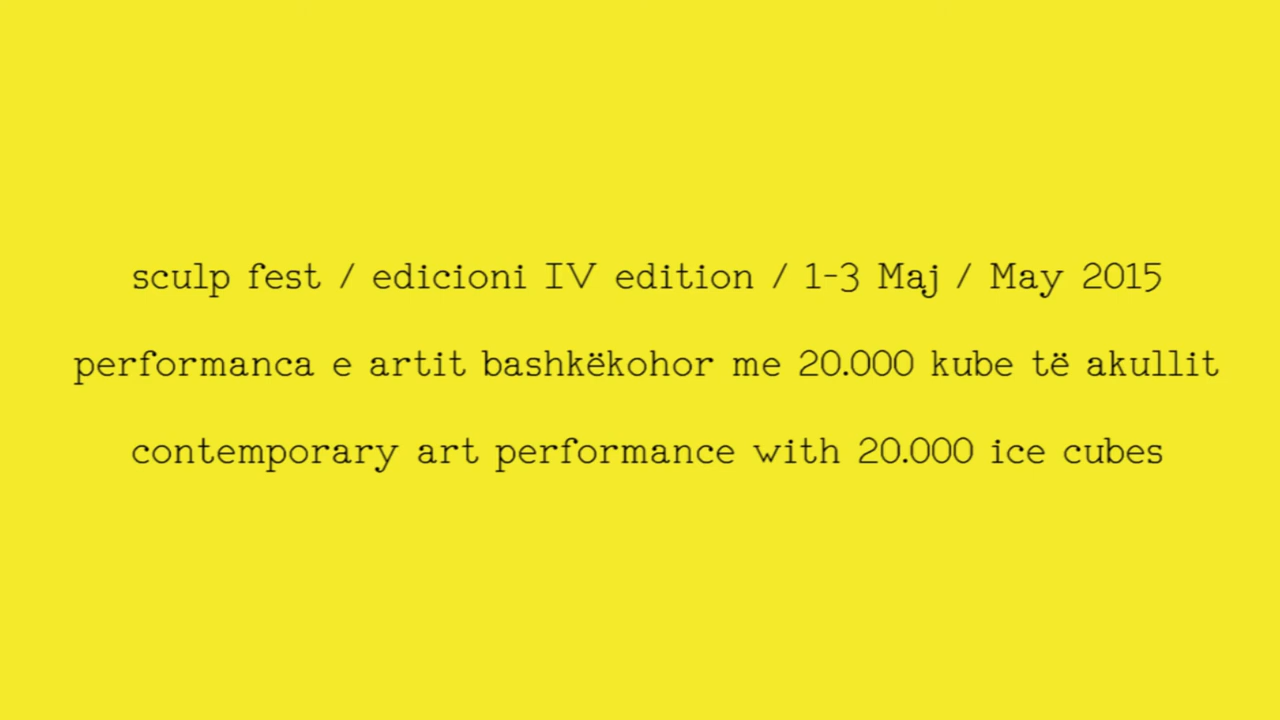 sculp fest / edicioni IV edition / 1-3 Maj / May 2015
performanca e artit bashkëkohor me 20.000 kube të akullit
contemporary art performance with 20.000 ice cubes